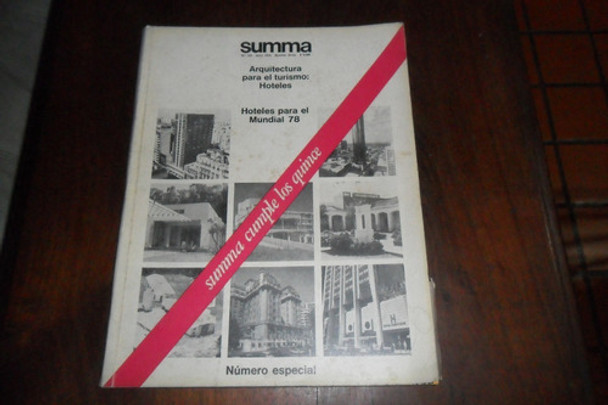 summa
Arquitectura
para el turismo:
Hoteles
Hoteles para el
Mundial 78
summa cumple los quince
Número especial